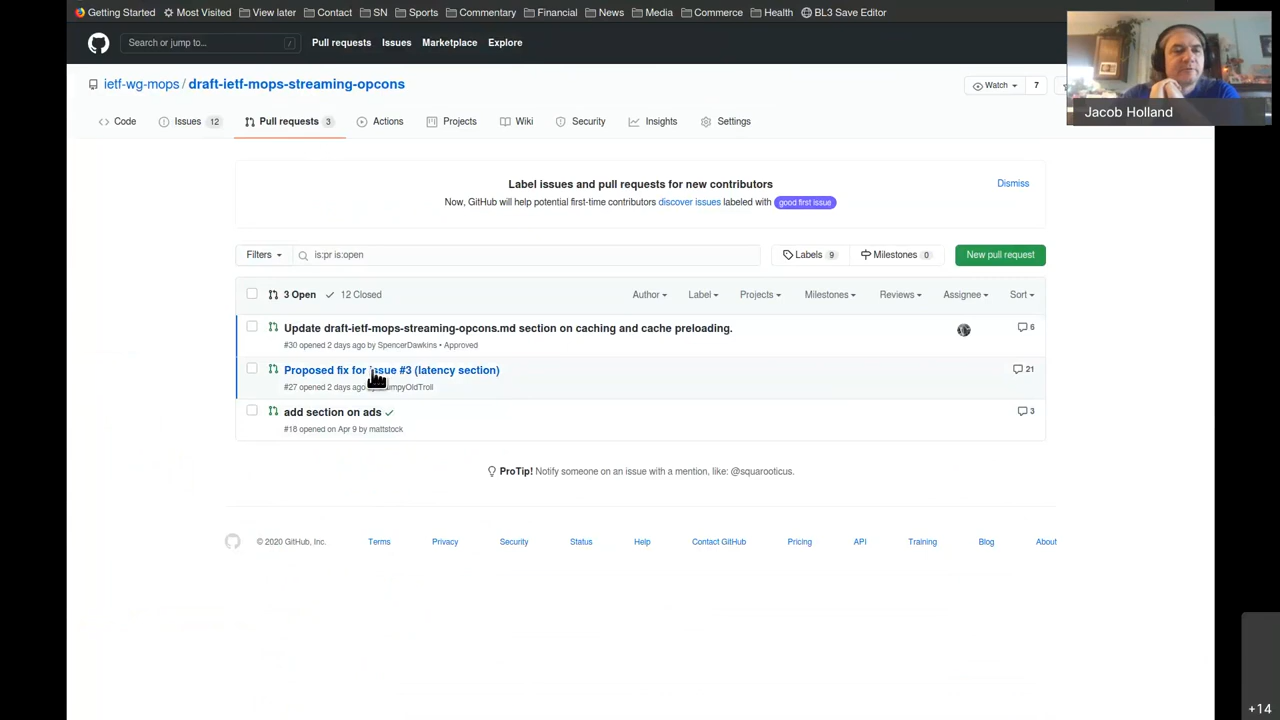 Getting Started Most Visited View later Contact SN Sports Commentary Financial News Media Commerce Health BL3 Save Editor
Search or jump to... / Pull requests Issues Marketplace Explore
Jacob Holland
ietf-wg-mops / draft-ietf-mops-streaming-opcons Watch 7
Code Issues 12 Pull requests 3 Actions Projects Wiki Security Insights Settings
Label issues and pull requests for new contributors Dismiss
Now, GitHub will help potential first-time contributors discover issues labeled with good first issue
Filters is:pr is:open Labels 9 Milestones 0 New pull request
3 Open 12 Closed Author Label Projects Milestones Reviews Assignee Sort
Update draft-ietf-mops-streaming-opcons.md section on caching and cache preloading. 6
#30 opened 2 days ago by SpencerDawkins • Approved
Proposed fix for issue #3 (latency section) 21
#27 opened 2 days ago
add section on ads 3
#18 opened on Apr 9 by mattstock
ProTip! Notify someone on an issue with a mention, like: @squarooticus.
© 2020 GitHub, Inc. Terms Privacy Security Status Help Contact GitHub Pricing API Training Blog About
+14